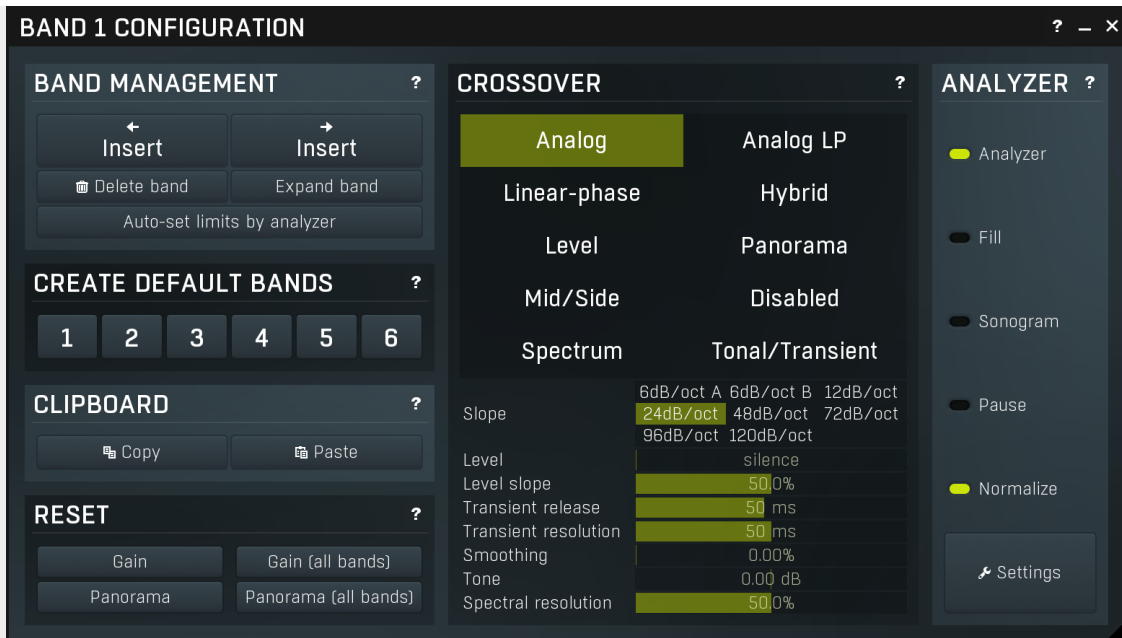 BAND 1 CONFIGURATION ?
BAND MANAGEMENT ?
Insert Insert
Delete band Expand band
Auto-set limits by analyzer
CREATE DEFAULT BANDS ?
1 2 3 4 5 6
CLIPBOARD ?
Copy Paste
RESET ?
Gain Gain (all bands)
Panorama Panorama (all bands)
CROSSOVER ?
Analog Analog LP
Linear-phase Hybrid
Level Panorama
Mid/Side Disabled
Spectrum Tonal/Transient
6dB/oct A 6dB/oct B 12dB/oct
Slope 24dB/oct 48dB/oct 72dB/oct
96dB/oct 120dB/oct
Level silence
Level slope 50.0%
Transient release 50 ms
Transient resolution 50 ms
Smoothing 0.00%
Tone 0.00 dB
Spectral resolution 50.0%
ANALYZER ?
Analyzer
Fill
Sonogram
Pause
Normalize
Settings